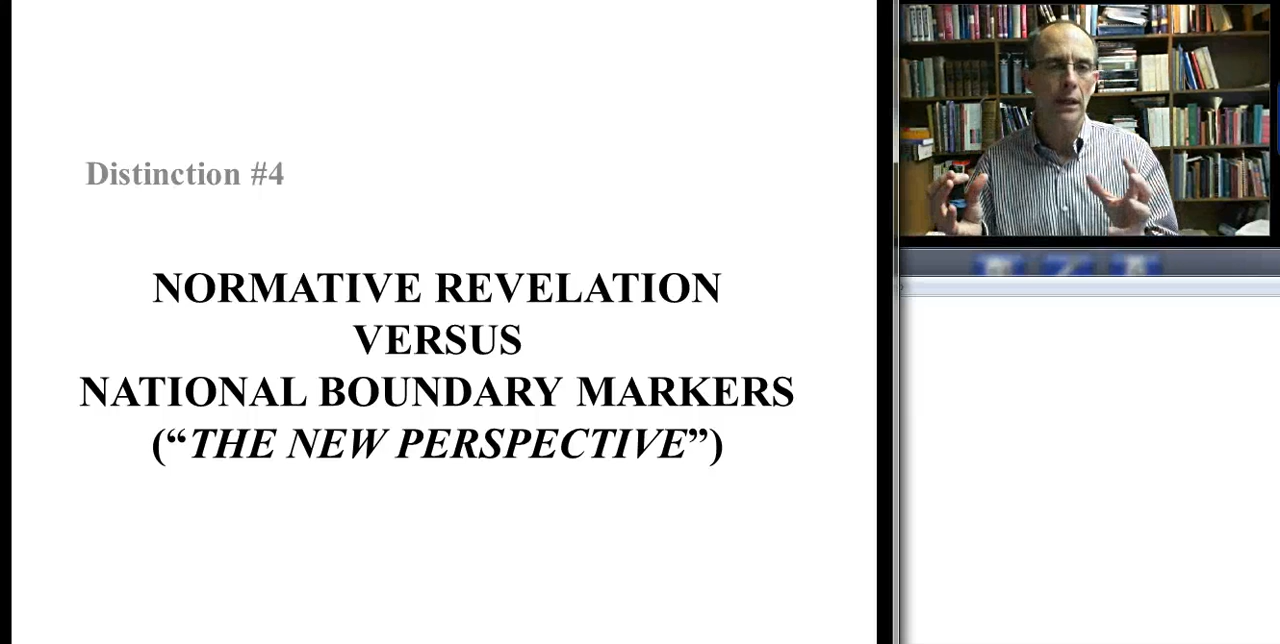 Distinction #4
NORMATIVE REVELATION
VERSUS
NATIONAL BOUNDARY MARKERS
(“THE NEW PERSPECTIVE”)